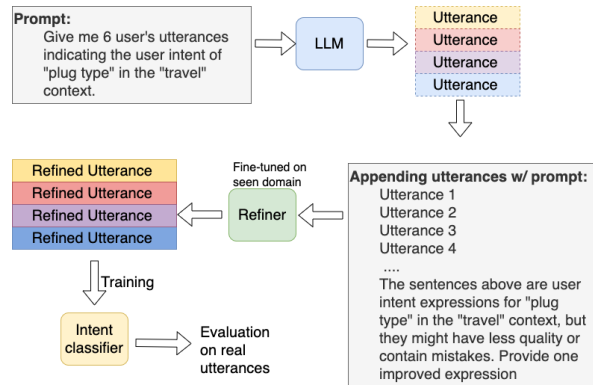 Prompt:
Give me 6 user's utterances
indicating the user intent of
"plug type" in the "travel"
context.
LLM
Utterance
Utterance
Utterance
Utterance
Appending utterances w/ prompt:
Utterance 1
Utterance 2
Utterance 3
Utterance 4
....
The sentences above are user
intent expressions for "plug
type" in the "travel" context, but
they might have less quality or
contain mistakes. Provide one
improved expression
Fine-tuned on
seen domain
Refiner
Refined Utterance
Refined Utterance
Refined Utterance
Refined Utterance
Training
Intent
classifier
Evaluation
on real
utterances